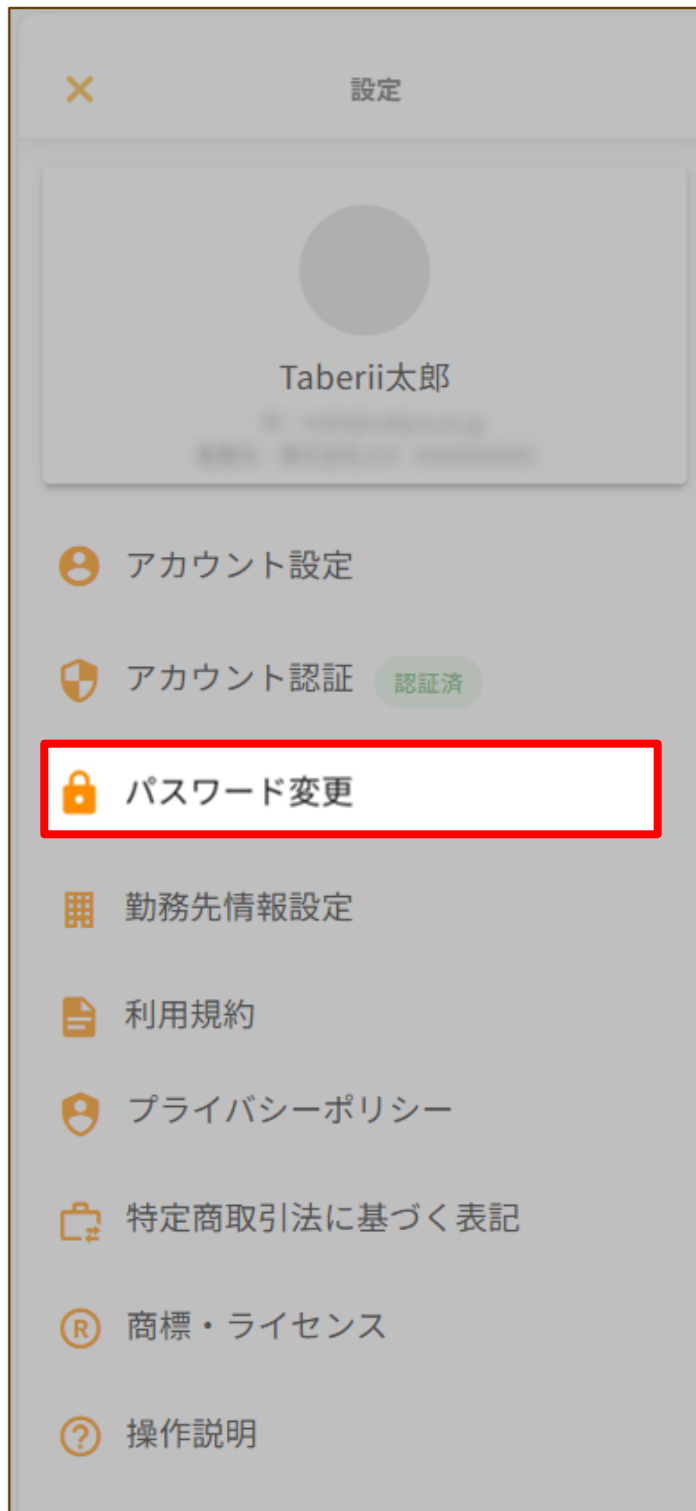 設定
Taberii太郎
アカウント設定
アカウント認証 認証済
パスワード変更
勤務先情報設定
利用規約
プライバシーポリシー
特定商取引法に基づく表記
商標・ライセンス
操作説明